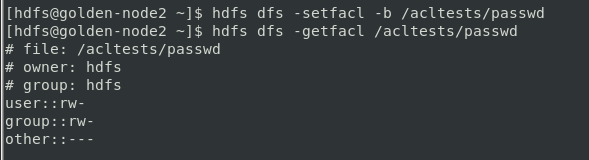 [hdfs@golden-node2 ~]$ hdfs dfs -setfacl -b /acltests/passwd
[hdfs@golden-node2 ~]$ hdfs dfs -getfacl /acltests/passwd
# file: /acltests/passwd
# owner: hdfs
# group: hdfs
user::rw-
group::rw-
other::---